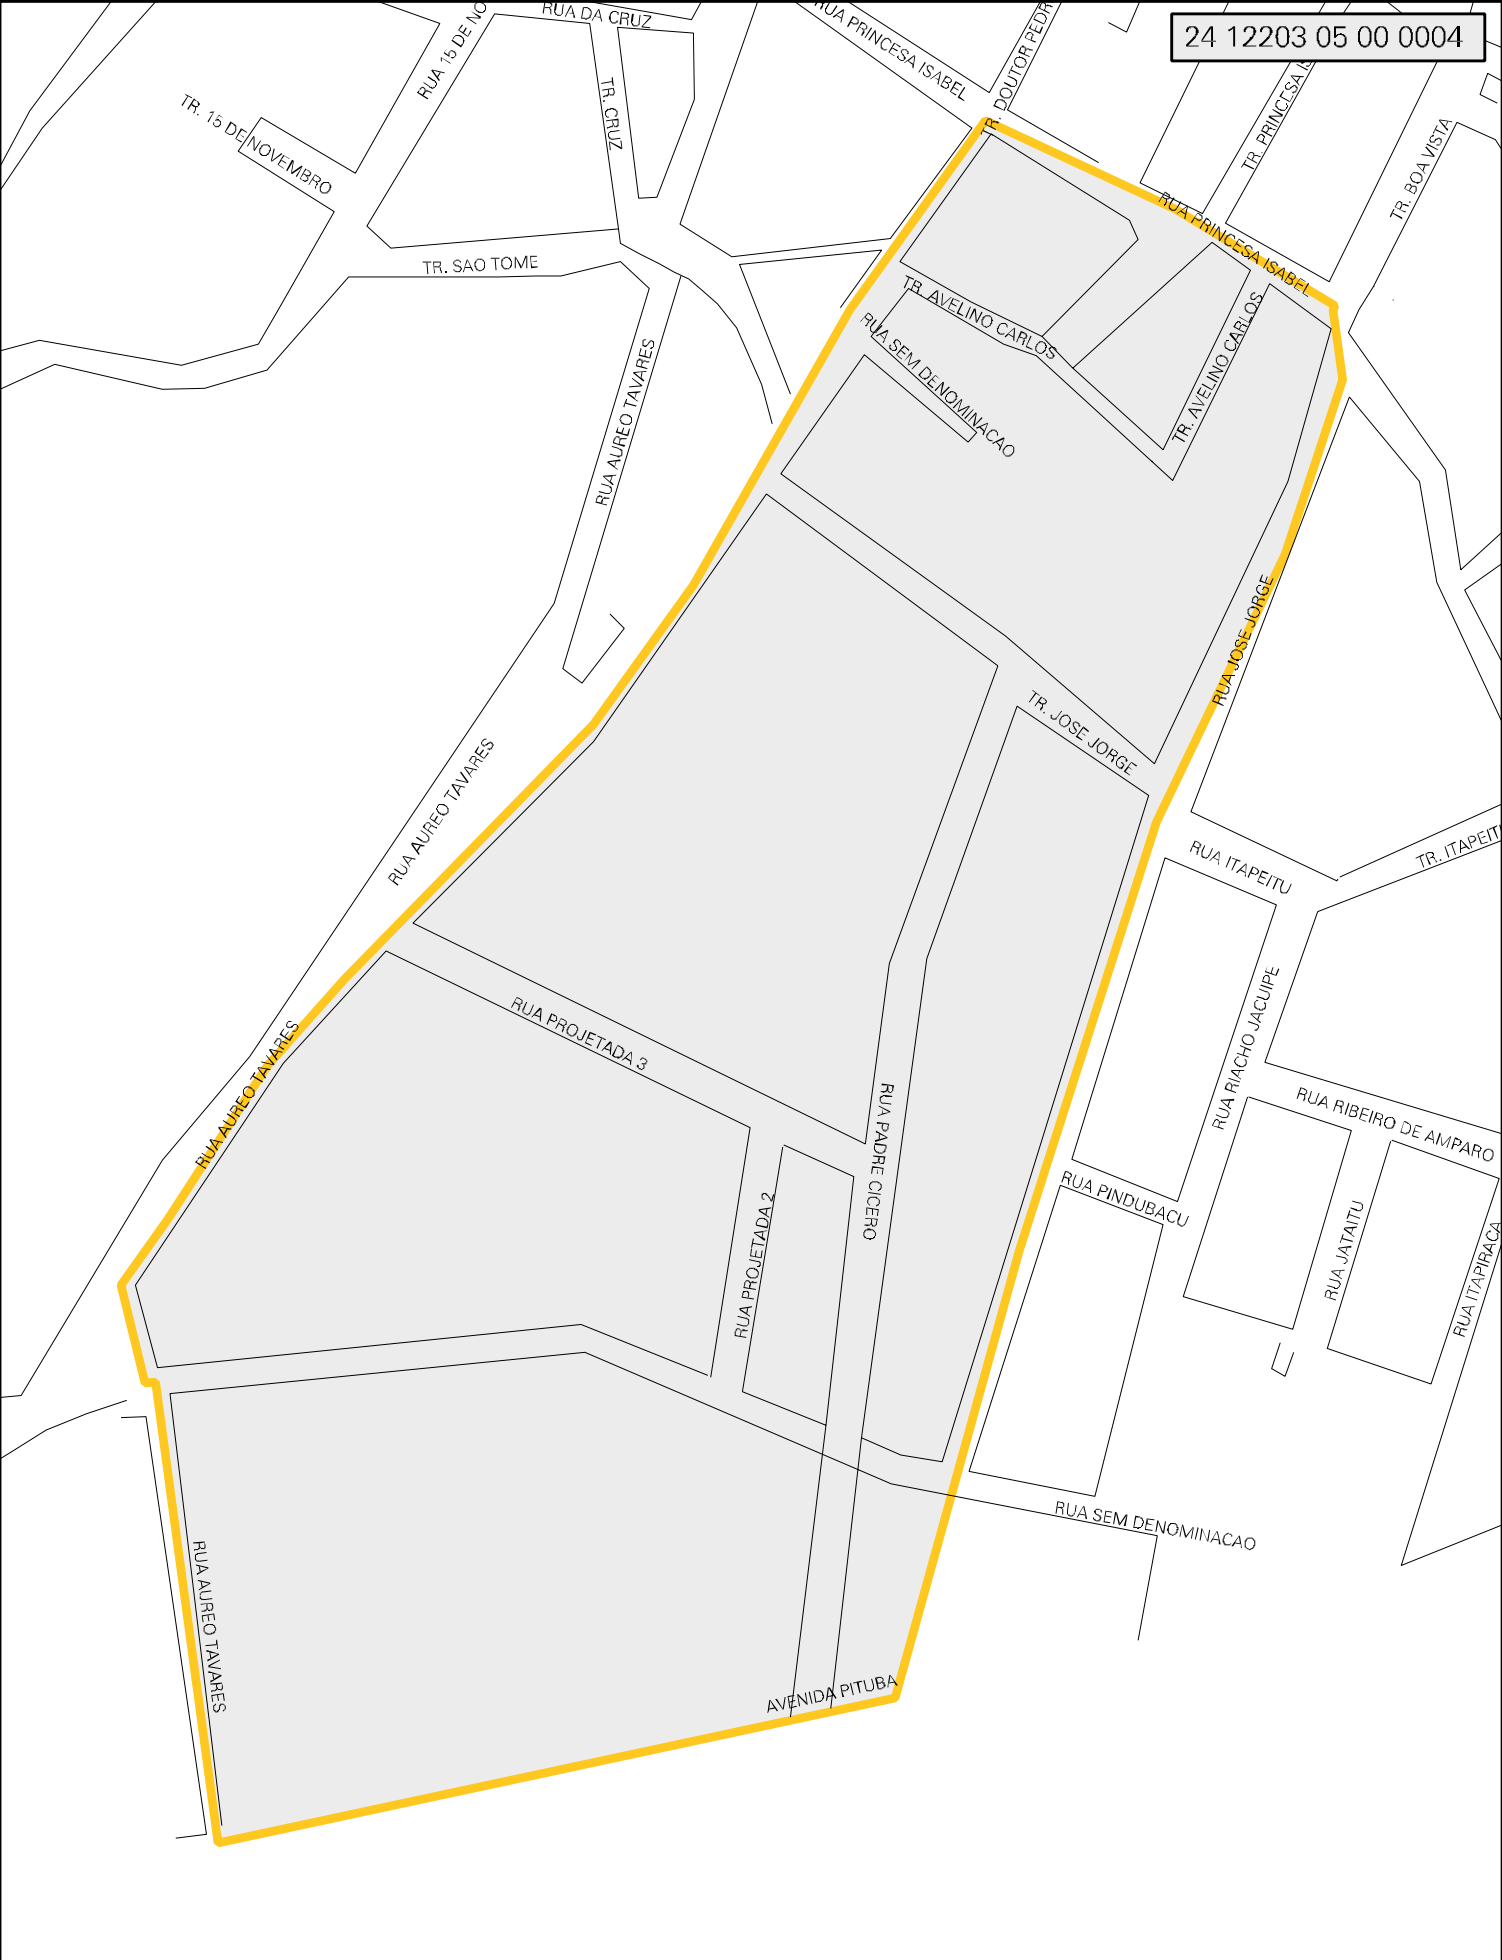 24 12203 05 00 0004
RUA DA CRUZ
RUA 15 DE NO
RUA PRINCESA ISABEL
TR. DOUTOR PEDR
TR. PRINCESA IS
TR. BOA VISTA
TR. CRUZ
TR. 15 DE NOVEMBRO
RUA PRINCESA ISABEL
TR. SAO TOME
TR. AVELINO CARLOS
TR. AVELINO CARLOS
RUA SEM DENOMINACAO
RUA AUREO TAVARES
RUA JOSE JORGE
TR. JOSE JORGE
RUA AUREO TAVARES
RUA ITAPEITU
TR. ITAPEITU
RUA PROJETADA 3
RUA RIACHO JACUIPE
RUA AUREO TAVARES
RUA PADRE CICERO
RUA RIBEIRO DE AMPARO
RUA PINDUBACU
RUA PROJETADA 2
RUA JATAITU
RUA ITAPIRACA
RUA SEM DENOMINACAO
RUA AUREO TAVARES
AVENIDA PITUBA